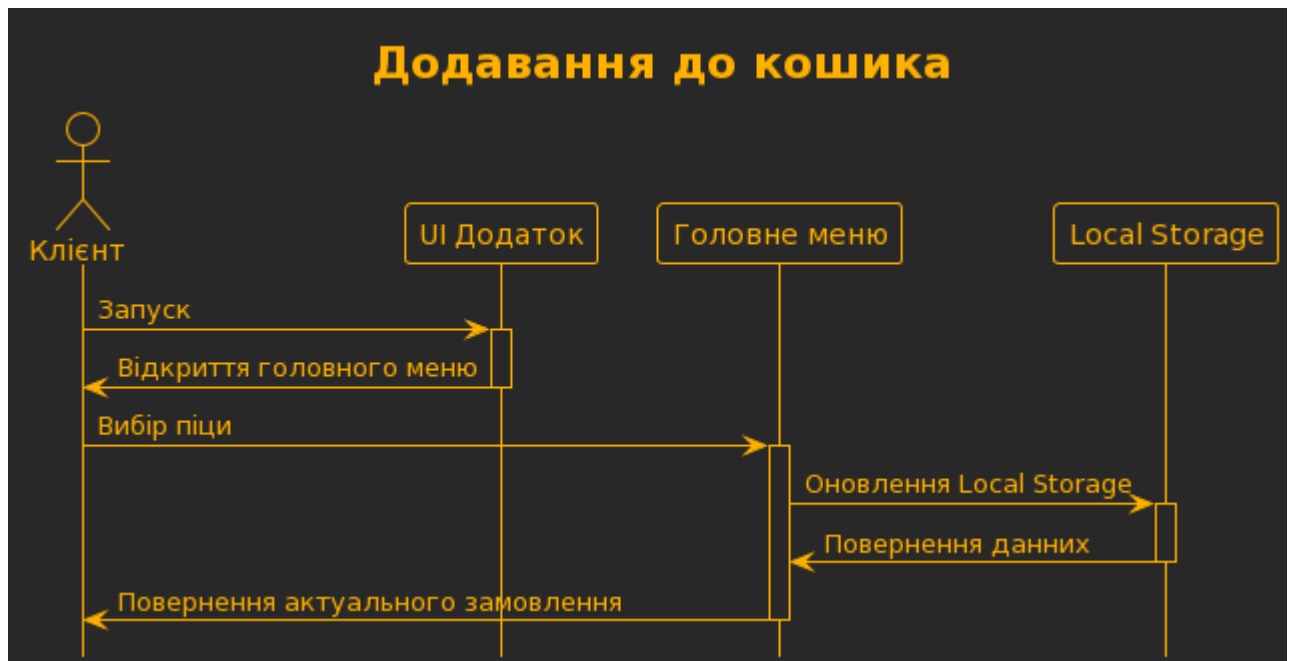 Додавання до кошика
Клієнт
UI Додаток
Головне меню
Local Storage
Запуск
Відкриття головного меню
Вибір піци
Оновлення Local Storage
Повернення данних
Повернення актуального замовлення